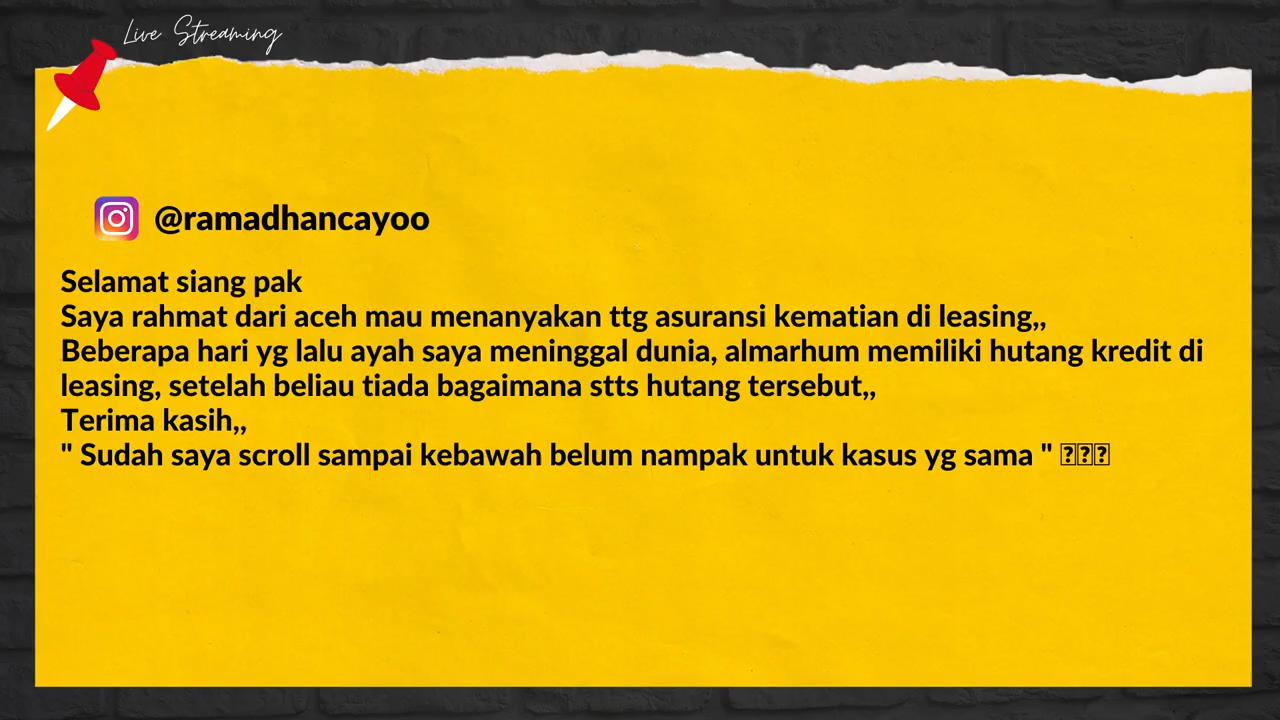 Live Streaming
@ramadhancayoo
Selamat siang pak
Saya rahmat dari aceh mau menanyakan ttg asuransi kematian di leasing,,
Beberapa hari yg lalu ayah saya meninggal dunia, almarhum memiliki hutang kredit di
leasing, setelah beliau tiada bagaimana stts hutang tersebut,,
Terima kasih,,
" Sudah saya scroll sampai kebawah belum nampak untuk kasus yg sama "